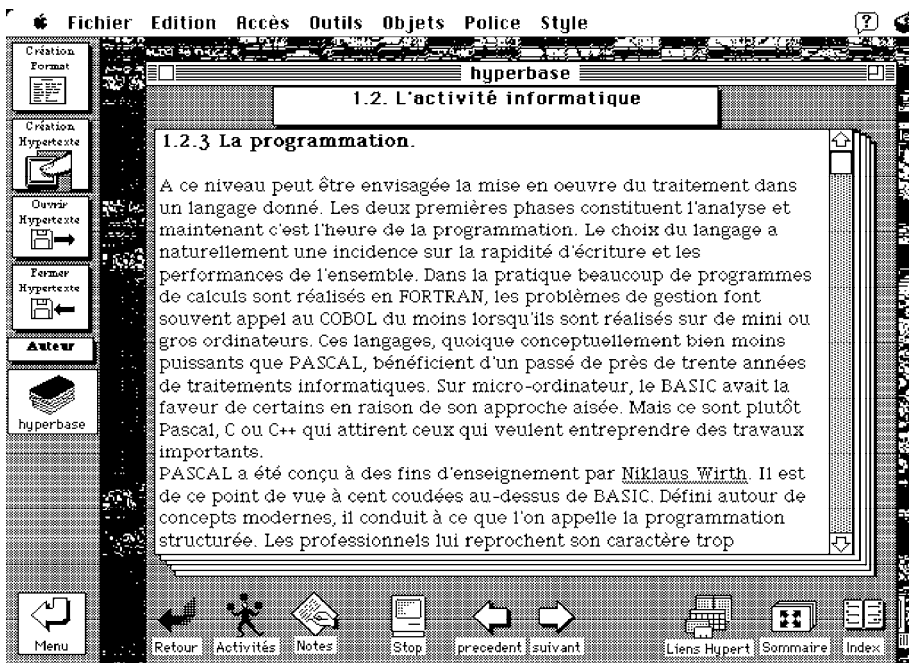 Fichier Edition Accès Outils Objets Police Style
Création
Format
Création
Hypertexte
Ouvrir
Hypertexte
Fermer
Hypertexte
Auteur
hyperbase
hyperbase
1.2. L'activité informatique
1.2.3 La programmation.
A ce niveau peut être envisagée la mise en oeuvre du traitement dans
un langage donné. Les deux premières phases constituent l'analyse et
maintenant c'est l'heure de la programmation. Le choix du langage a
naturellement une incidence sur la rapidité d'écriture et les
performances de l'ensemble. Dans la pratique beaucoup de programmes
de calculs sont réalisés en FORTRAN, les problèmes de gestion font
souvent appel au COBOL du moins lorsqu'ils sont réalisés sur de mini ou
gros ordinateurs. Ces langages, quoique conceptuellement bien moins
puissants que PASCAL, bénéficient d'un passé de près de trente années
de traitements informatiques. Sur micro-ordinateur, le BASIC avait la
faveur de certains en raison de son approche aisée. Mais ce sont plutôt
Pascal, C ou C++ qui attirent ceux qui veulent entreprendre des travaux
importants.
PASCAL a été conçu à des fins d'enseignement par Niklaus Wirth. Il est
de ce point de vue à cent coudées au-dessus de BASIC. Défini autour de
concepts modernes, il conduit à ce que l'on appelle la programmation
structurée. Les professionnels lui reprochent son caractère trop
Menu Retour Activités Notes Stop precedent suivant Liens Hypert Sommaire Index